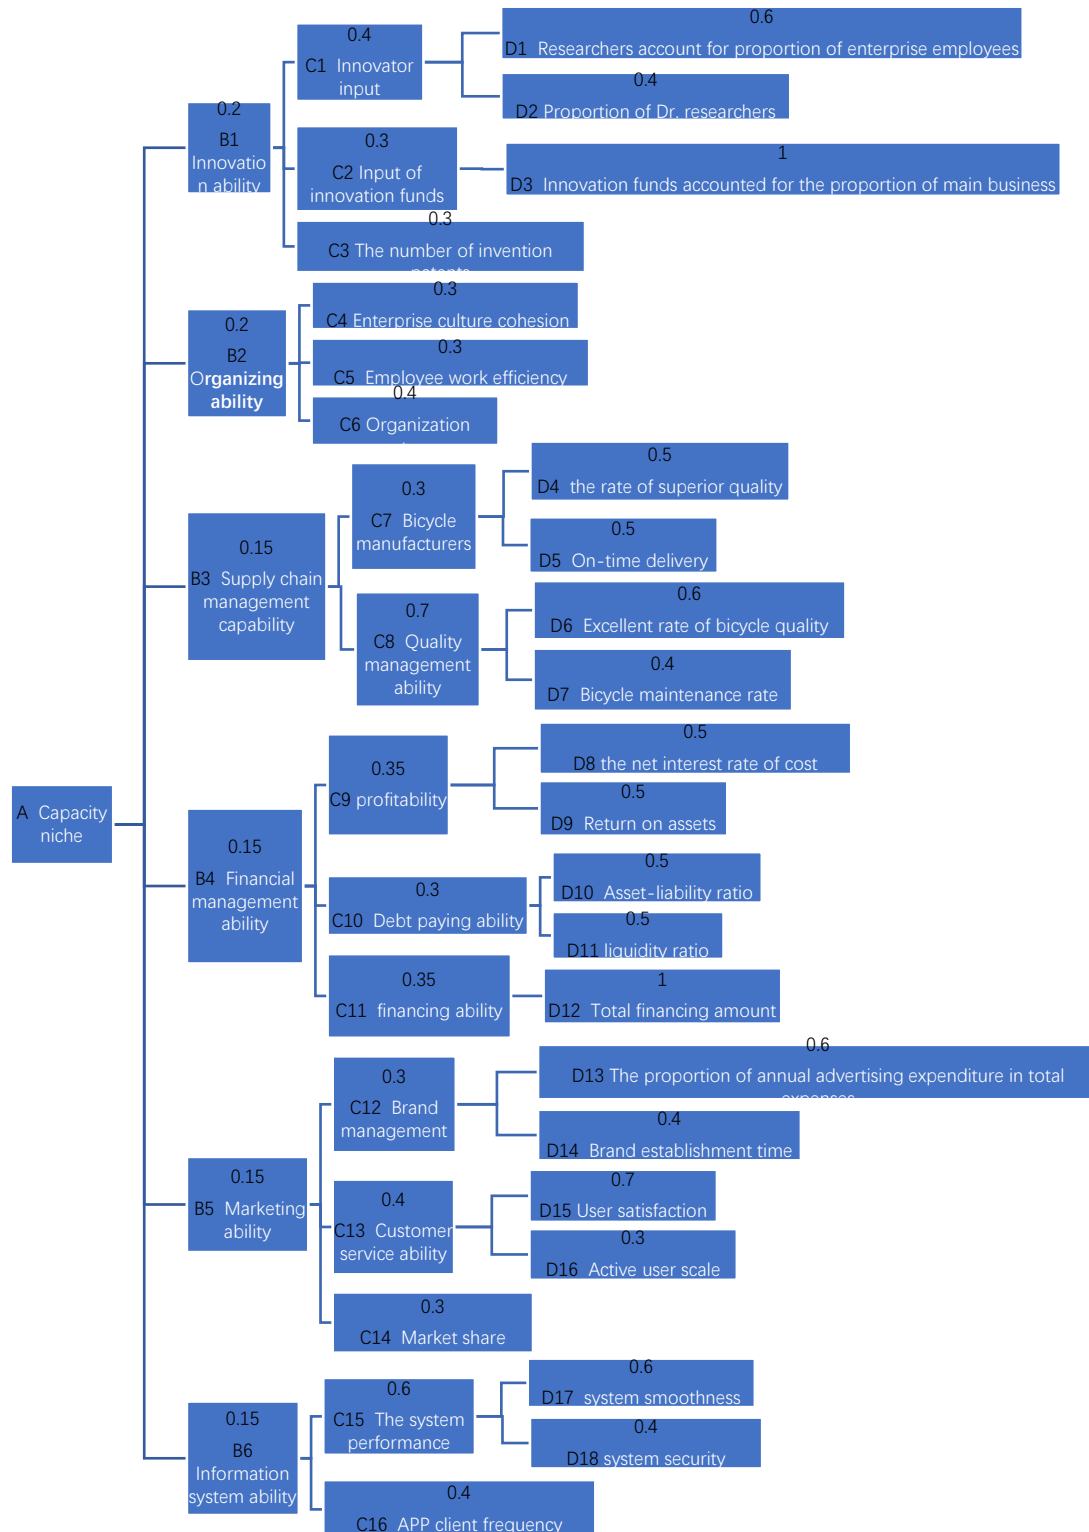 A Capacity
niche
0.2
B1
Innovatio
n ability
0.4
C1 Innovator
input
0.6
D1 Researchers account for proportion of enterprise employees
0.4
D2 Proportion of Dr. researchers
0.3
C2 Input of
innovation funds
1
D3 Innovation funds accounted for the proportion of main business
0.3
C3 The number of invention
patents
0.2
B2
Organizing
ability
0.3
C4 Enterprise culture cohesion
0.3
C5 Employee work efficiency
0.4
C6 Organization
0.15
B3 Supply chain
management
capability
0.3
C7 Bicycle
manufacturers
0.5
D4 the rate of superior quality
0.5
D5 On-time delivery
0.7
C8 Quality
management
ability
0.6
D6 Excellent rate of bicycle quality
0.4
D7 Bicycle maintenance rate
0.15
B4 Financial
management
ability
0.35
C9 profitability
0.5
D8 the net interest rate of cost
0.5
D9 Return on assets
0.3
C10 Debt paying ability
0.5
D10 Asset-liability ratio
0.5
D11 liquidity ratio
0.35
C11 financing ability
1
D12 Total financing amount
0.15
B5 Marketing
ability
0.3
C12 Brand
management
0.6
D13 The proportion of annual advertising expenditure in total
expenses
0.4
D14 Brand establishment time
0.4
C13 Customer
service ability
0.7
D15 User satisfaction
0.3
D16 Active user scale
0.3
C14 Market share
0.15
B6
Information
system ability
0.6
C15 The system
performance
0.6
D17 system smoothness
0.4
D18 system security
0.4
C16 APP client frequency